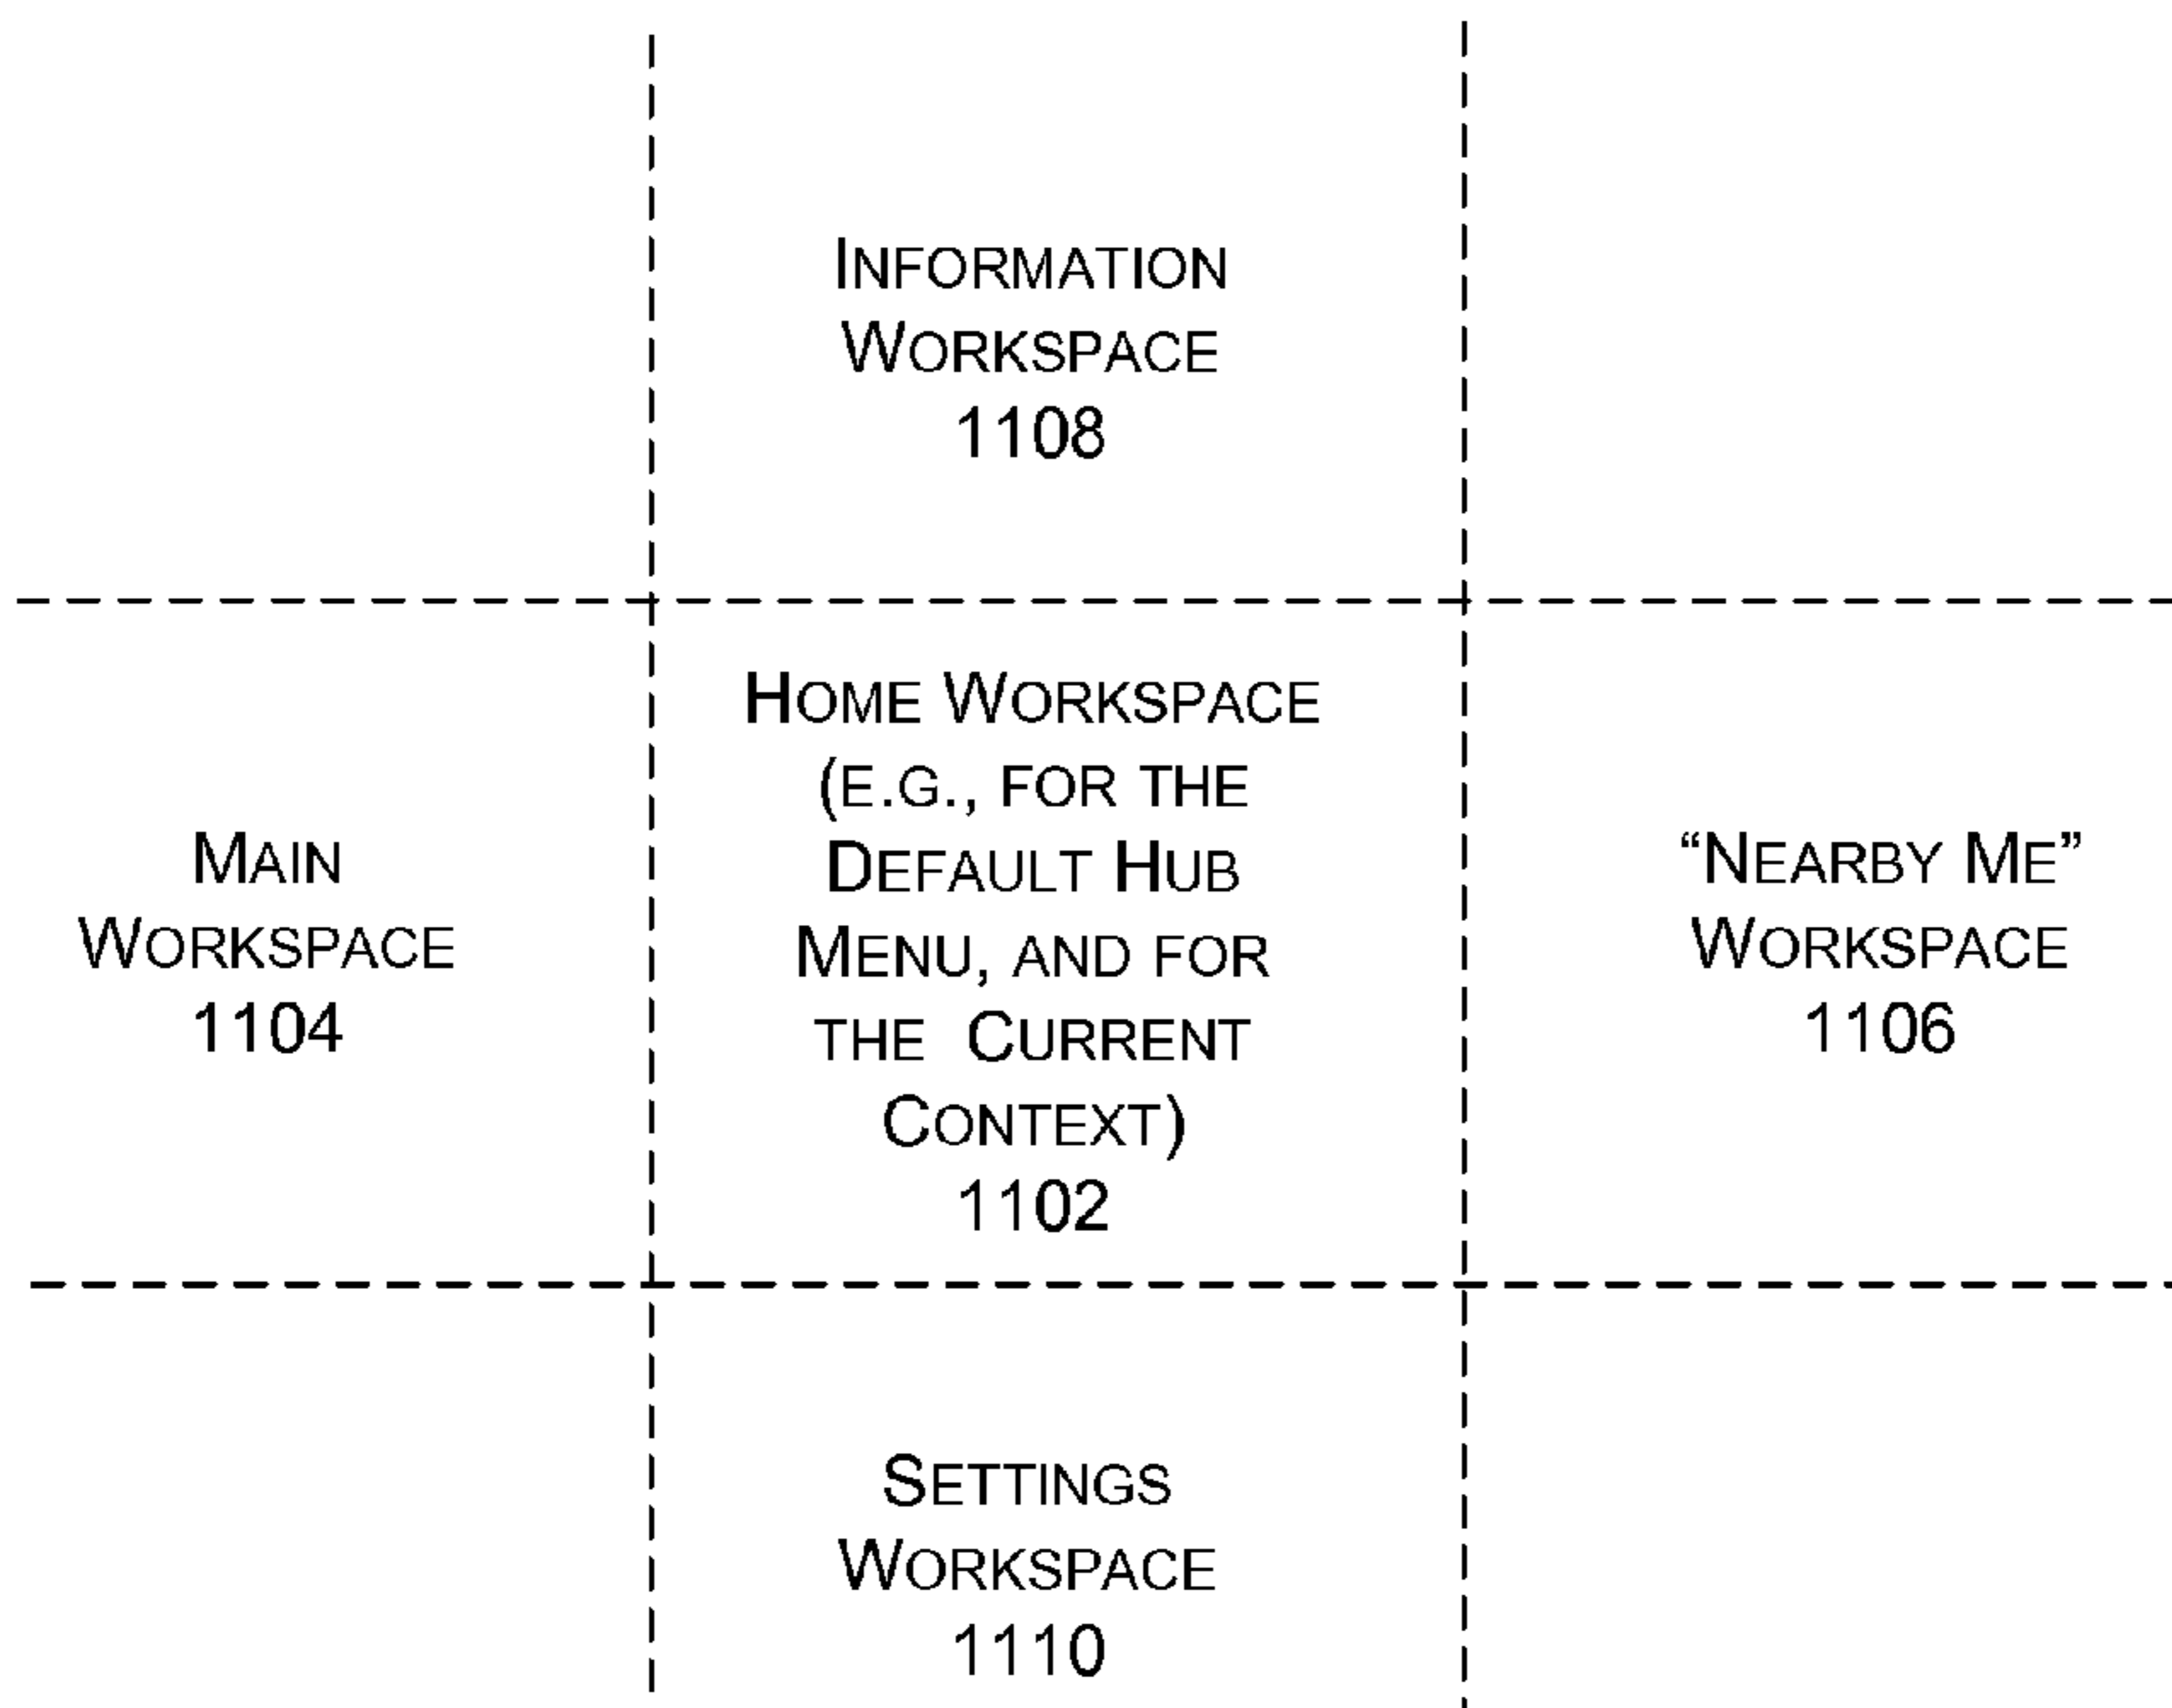 INFORMATION
WORKSPACE
1108
MAIN
WORKSPACE
1104
HOME WORKSPACE
(E.G., FOR THE
DEFAULT HUB
MENU, AND FOR
THE CURRENT
CONTEXT)
1102
“NEARBY ME”
WORKSPACE
1106
SETTINGS
WORKSPACE
1110